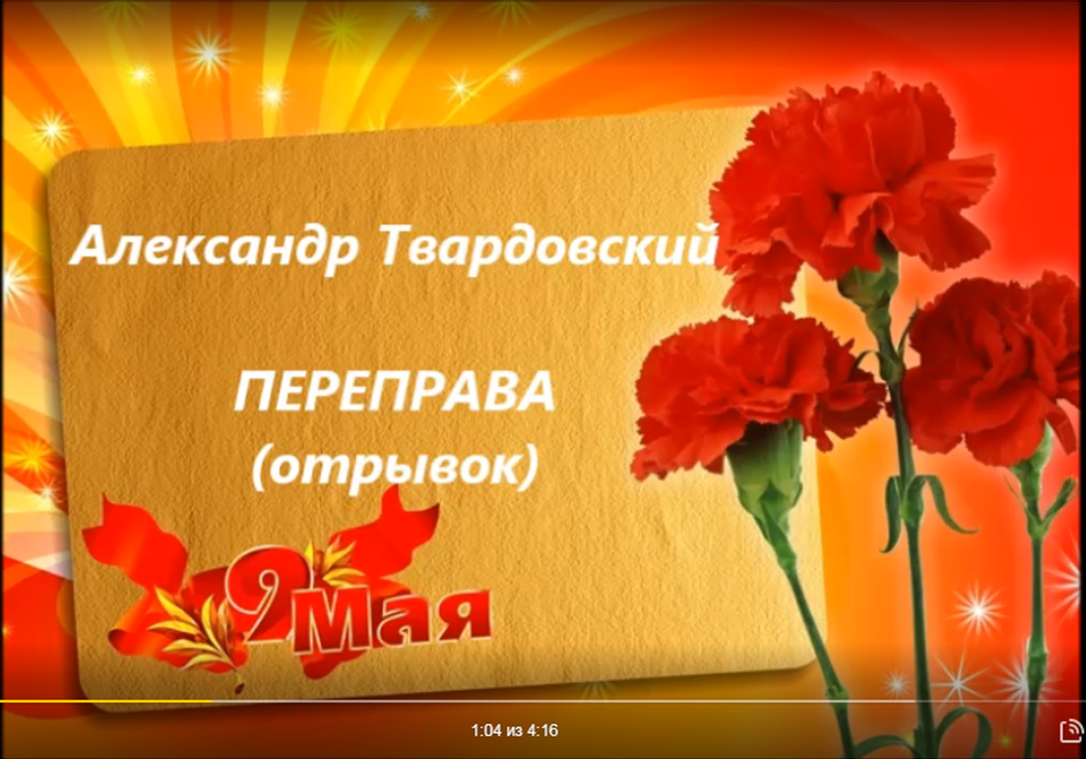 Александр Твардовский
ПЕРЕПРАВА
(отрывок)
9 Мая
1:04 из 4:16